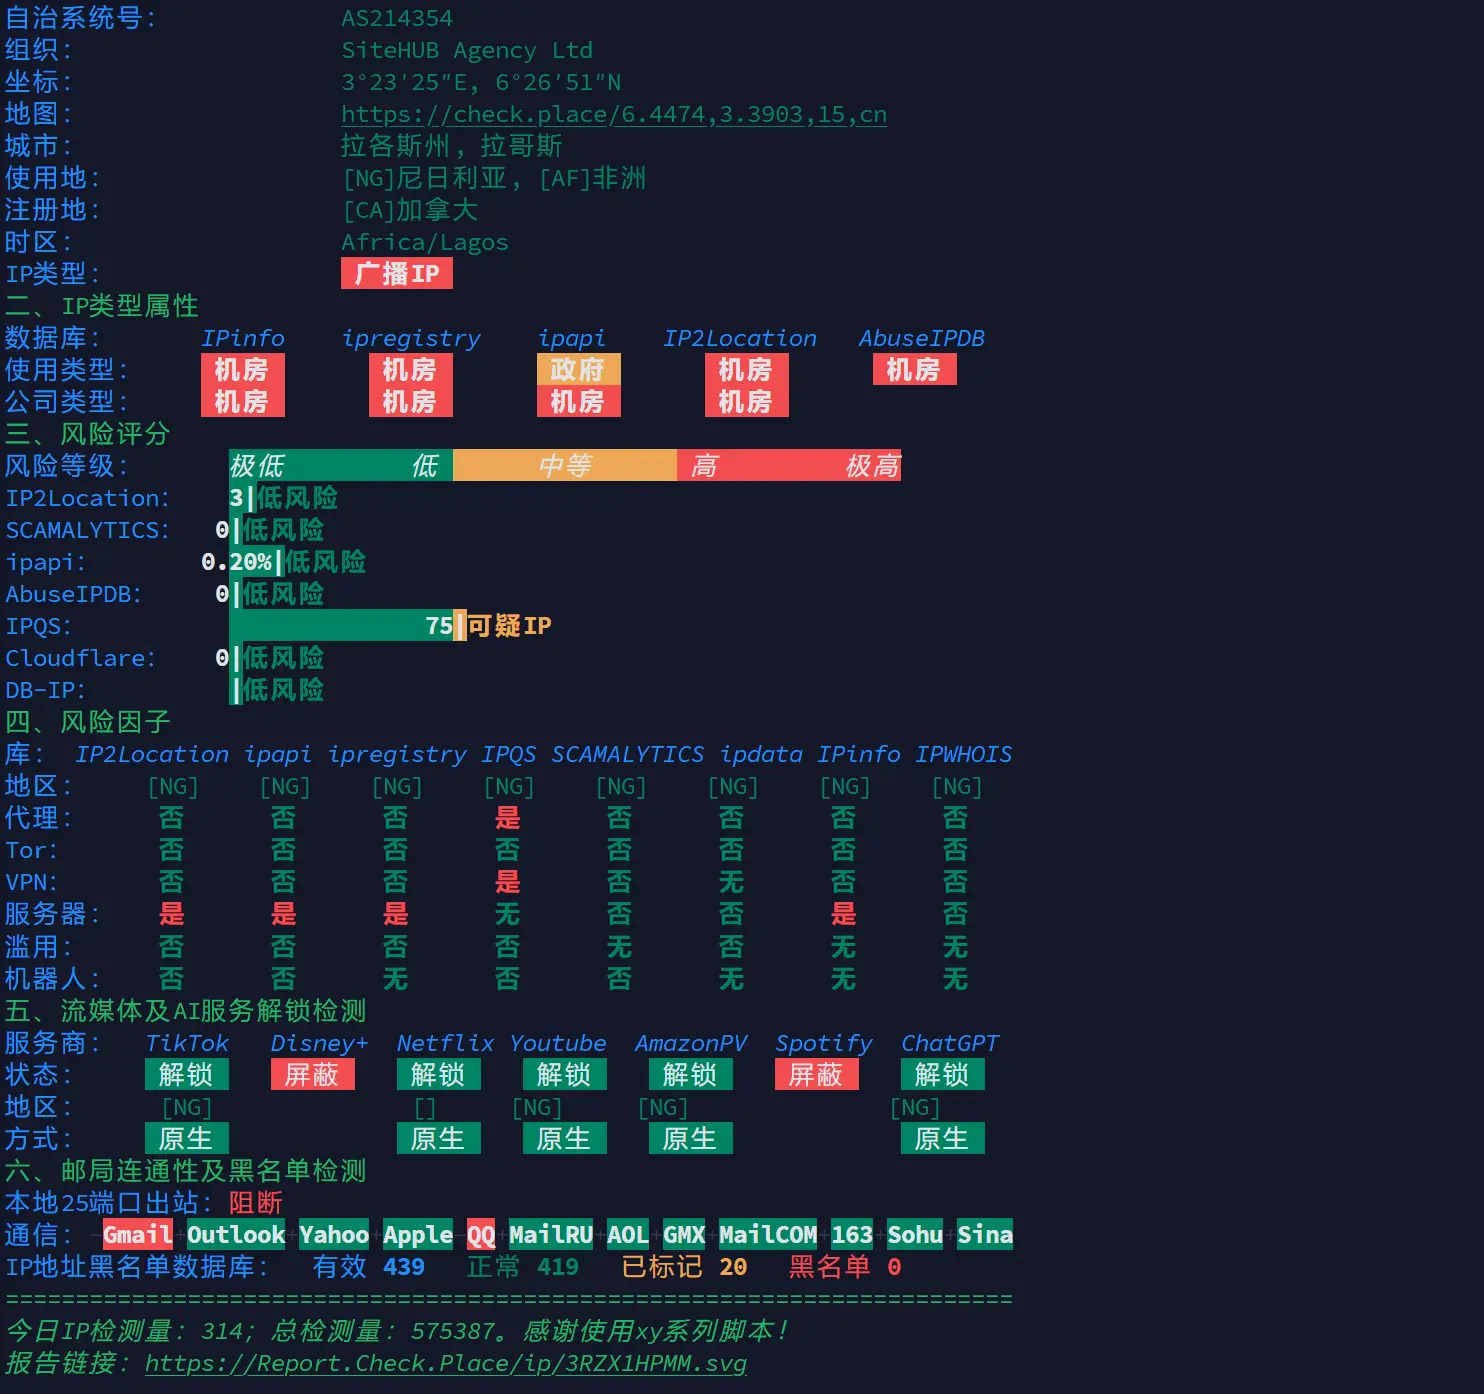 自治系统号： AS214354
组织： SiteHUB Agency Ltd
坐标： 3°23′25″E, 6°26′51″N
地图： https://check.place/6.4474,3.3903,15,cn
城市： 拉各斯州, 拉哥斯
使用地： [NG]尼日利亚, [AF]非洲
注册地： [CA]加拿大
时区： Africa/Lagos
IP类型： 广播IP
二、IP类型属性
数据库： IPinfo ipregistry ipapi IP2Location AbuseIPDB
使用类型： 机房 机房 政府 机房 机房
公司类型： 机房 机房 机房 机房
三、风险评分
风险等级： 极低 低 中等 高 极高
IP2Location： 3|低风险
SCAMALYTICS： 0|低风险
ipapi： 0.20%|低风险
AbuseIPDB： 0|低风险
IPQS： 75|可疑IP
Cloudflare： 0|低风险
DB-IP： |低风险
四、风险因子
库： IP2Location ipapi ipregistry IPQS SCAMALYTICS ipdata IPinfo IPWHOIS
地区： [NG] [NG] [NG] [NG] [NG] [NG] [NG] [NG]
代理： 否 否 否 是 否 否 否 否
Tor： 否 否 否 否 否 否 否 否
VPN： 否 否 否 是 否 无 否 否
服务器： 是 是 是 无 否 否 是 否
滥用： 否 否 否 否 无 否 无 无
机器人： 否 否 无 否 否 无 无 无
五、流媒体及AI服务解锁检测
服务商： TikTok Disney+ Netflix Youtube AmazonPV Spotify ChatGPT
状态： 解锁 屏蔽 解锁 解锁 解锁 屏蔽 解锁
地区： [NG] [] [NG] [NG] [NG]
方式： 原生 原生 原生 原生 原生
六、邮局连通性及黑名单检测
本地25端口出站：阻断
通信： -Gmail+Outlook+Yahoo+Apple-QQ+MailRU+AOL+GMX+MailCOM+163+Sohu+Sina
IP地址黑名单数据库： 有效 439 正常 419 已标记 20 黑名单 0
========================================================================
今日IP检测量：314；总检测量：575387。感谢使用xy系列脚本！
报告链接：https://Report.Check.Place/ip/3RZX1HPMM.svg